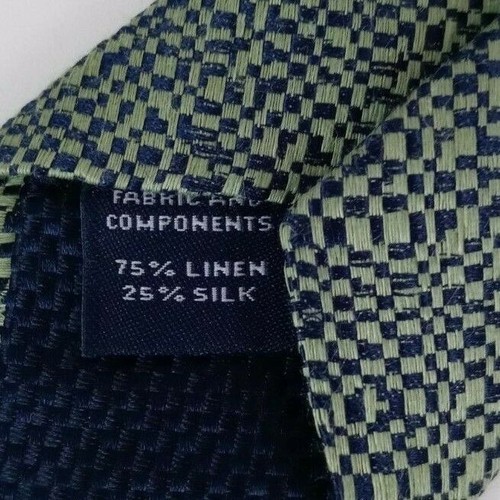 FABRIC AND
COMPONENTS
75% LINEN
25% SILK